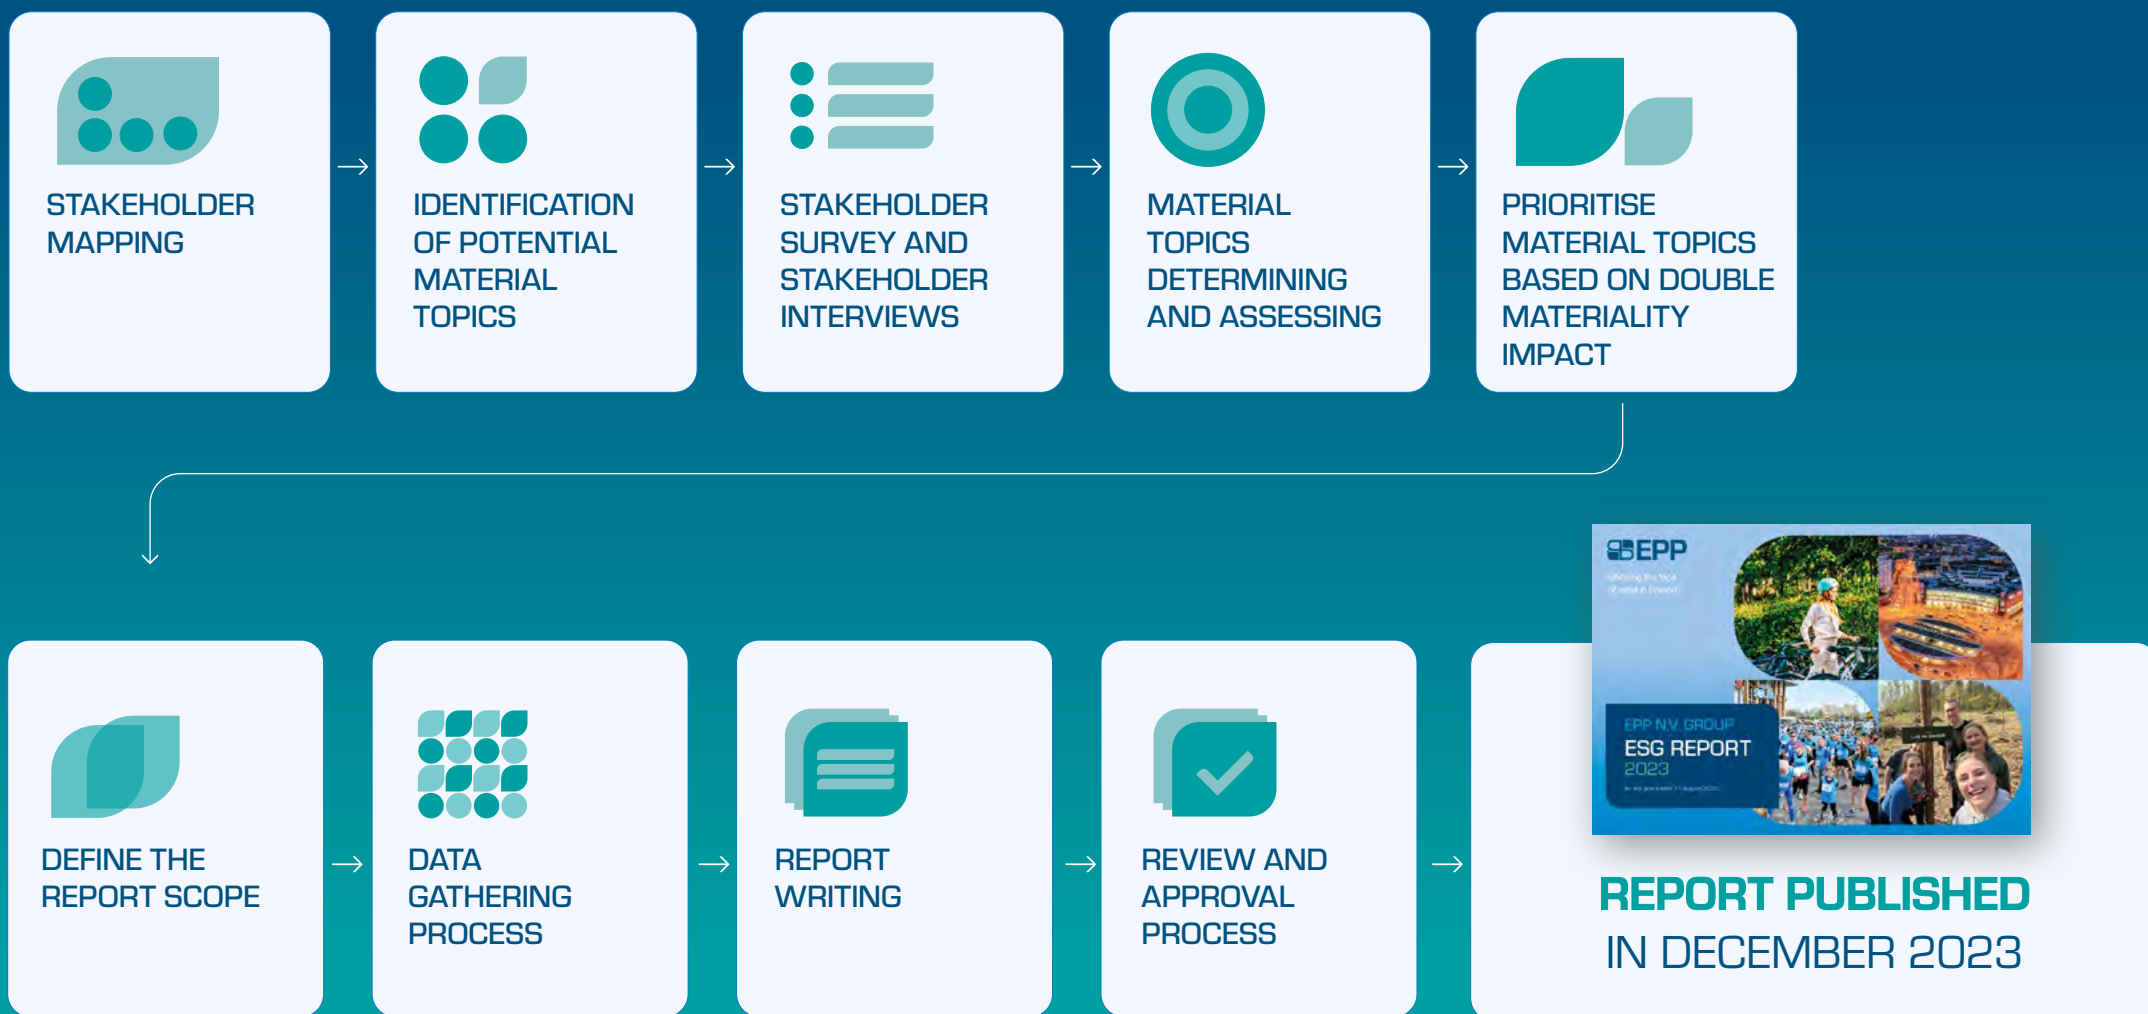 STAKEHOLDER
MAPPING
IDENTIFICATION
OF POTENTIAL
MATERIAL
TOPICS
STAKEHOLDER
SURVEY AND
STAKEHOLDER
INTERVIEWS
MATERIAL
TOPICS
DETERMINING
AND ASSESSING
PRIORITISE
MATERIAL TOPICS
BASED ON DOUBLE
MATERIALITY
IMPACT
DEFINE THE
REPORT SCOPE
DATA
GATHERING
PROCESS
REPORT
WRITING
REVIEW AND
APPROVAL
PROCESS
EPP
EPP N.V. GROUP
ESG REPORT
2023
REPORT PUBLISHED
IN DECEMBER 2023